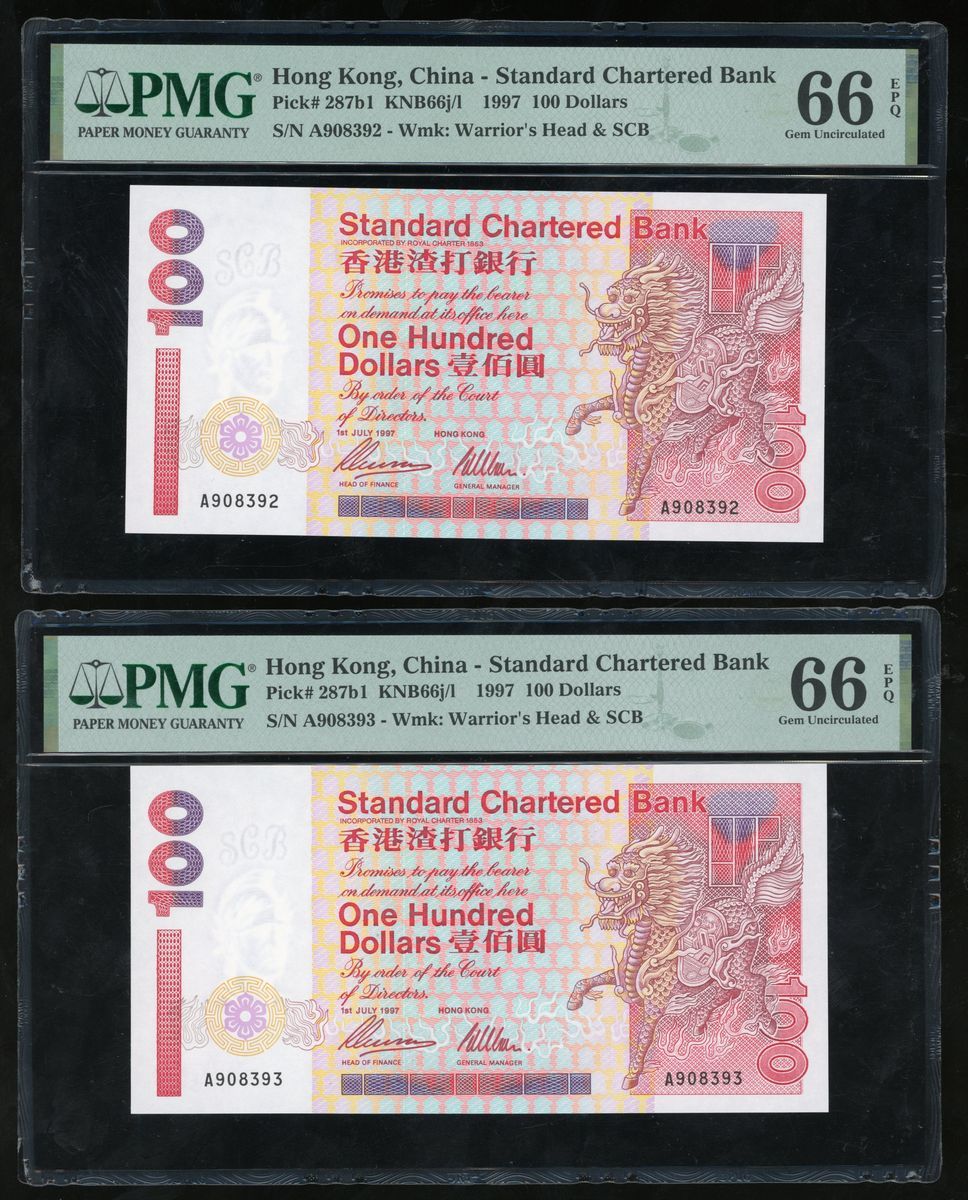 PMG®
PAPER MONEY GUARANTY
Hong Kong, China - Standard Chartered Bank
Pick# 287b1 KNB66j/l 1997 100 Dollars
S/N A908392 - Wmk: Warrior's Head & SCB
66 EPQ
Gem Uncirculated
100
SCB
Standard Chartered Bank
INCORPORATED BY ROYAL CHARTER 1853
香港渣打銀行
Promises to pay the bearer
on demand at its office here
One Hundred
Dollars 壹佰圓
By order of the Court
of Directors.
1ST JULY 1997 HONG KONG
HEAD OF FINANCE GENERAL MANAGER
100
A908392
A908392
PMG®
PAPER MONEY GUARANTY
Hong Kong, China - Standard Chartered Bank
Pick# 287b1 KNB66j/l 1997 100 Dollars
S/N A908393 - Wmk: Warrior's Head & SCB
66 EPQ
Gem Uncirculated
100
SCB
Standard Chartered Bank
INCORPORATED BY ROYAL CHARTER 1853
香港渣打銀行
Promises to pay the bearer
on demand at its office here
One Hundred
Dollars 壹佰圓
By order of the Court
of Directors.
1ST JULY 1997 HONG KONG
HEAD OF FINANCE GENERAL MANAGER
100
A908393
A908393